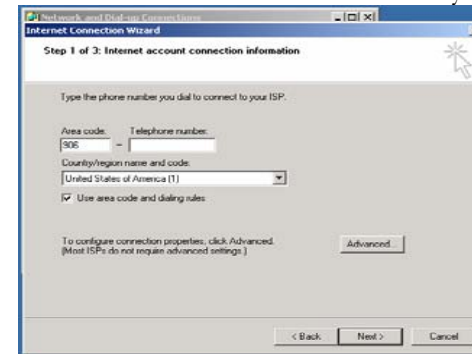 Network and Dial-up Connections
Internet Connection Wizard
Step 1 of 3: Internet account connection information
Type the phone number you dial to connect to your ISP.
Area code: Telephone number:
906 -
Country/region name and code:
United States of America (1)
Use area code and dialing rules
To configure connection properties, click Advanced.
(Most ISPs do not require advanced settings.)
Advanced...
< Back Next > Cancel